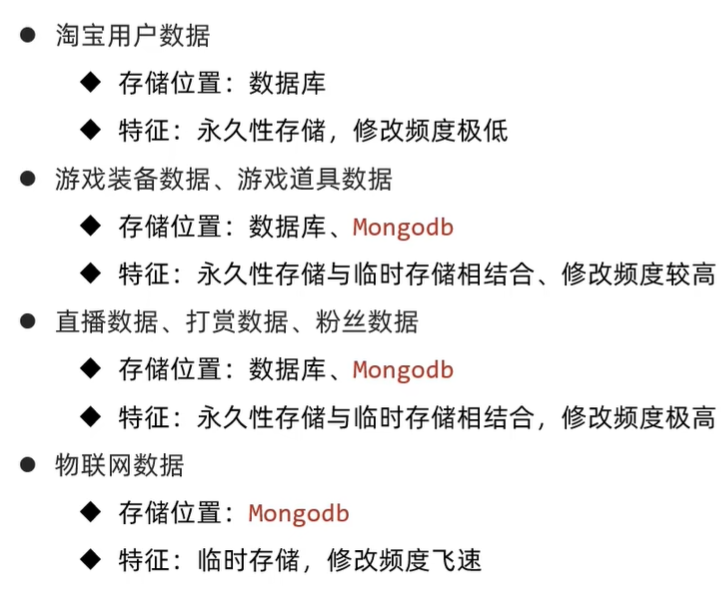 ● 淘宝用户数据
◆ 存储位置：数据库
◆ 特征：永久性存储，修改频度极低
● 游戏装备数据、游戏道具数据
◆ 存储位置：数据库、Mongodb
◆ 特征：永久性存储与临时存储相结合、修改频度较高
● 直播数据、打赏数据、粉丝数据
◆ 存储位置：数据库、Mongodb
◆ 特征：永久性存储与临时存储相结合，修改频度极高
● 物联网数据
◆ 存储位置：Mongodb
◆ 特征：临时存储，修改频度飞速